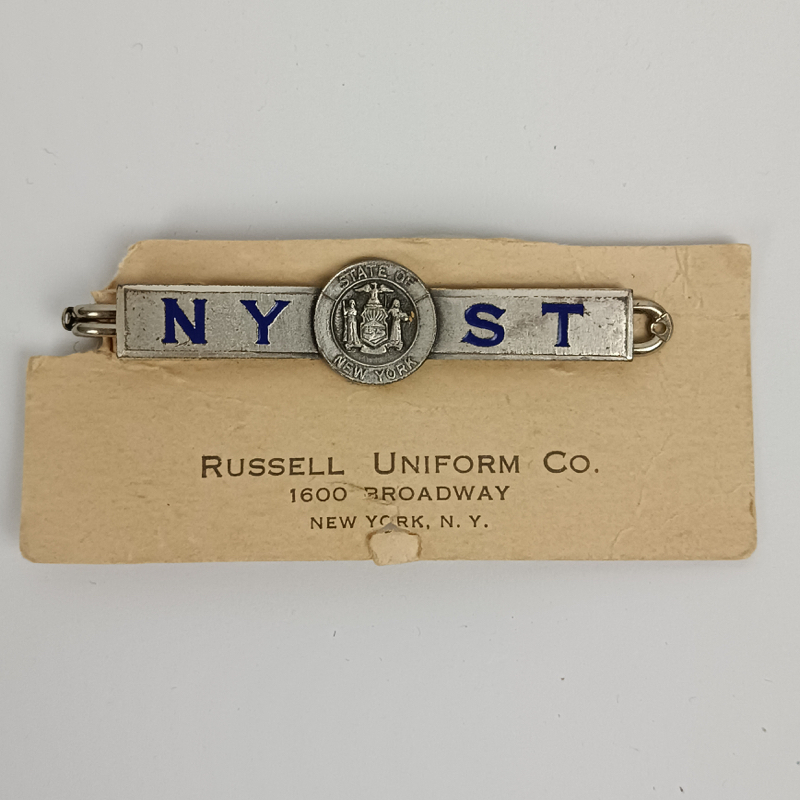 NY ST
STATE OF
NEW YORK
RUSSELL UNIFORM CO.
1600 BROADWAY
NEW YORK, N. Y.